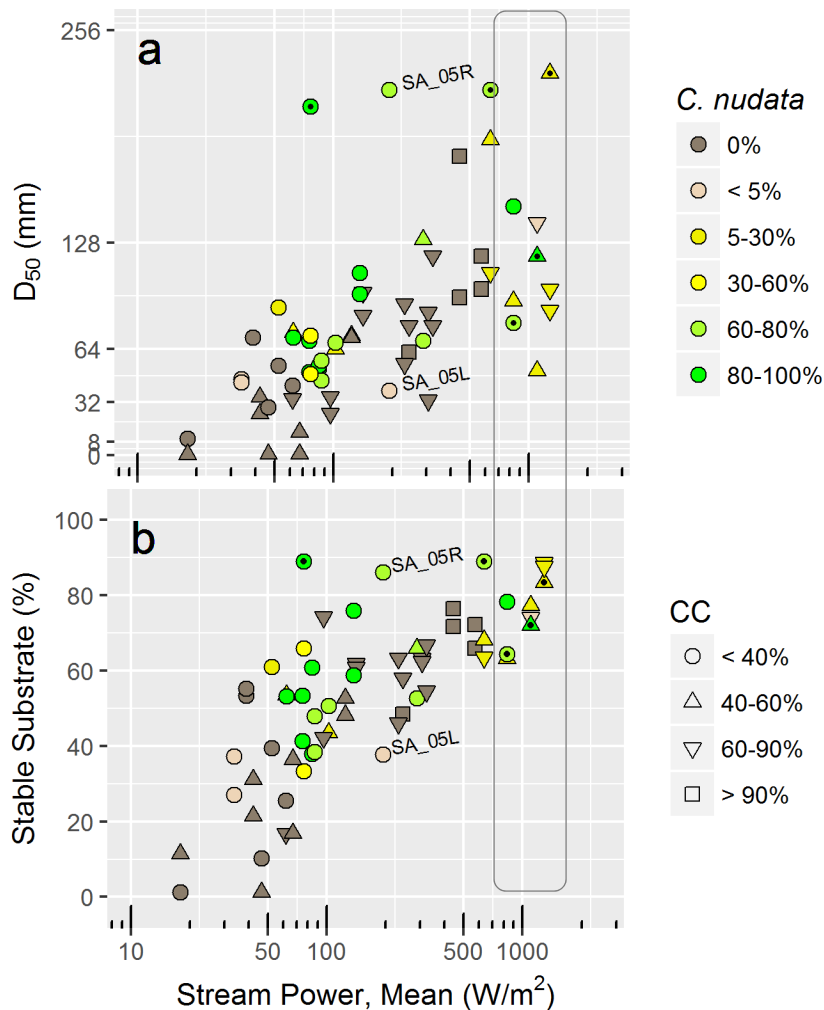 a
256
128
64
32
8
0
D50 (mm)
SA_05R
SA_05L
b
100
80
60
40
20
0
Stable Substrate (%)
SA_05R
SA_05L
10
50
100
500
1000
Stream Power, Mean (W/m²)
C. nudata
0%
< 5%
5-30%
30-60%
60-80%
80-100%
CC
< 40%
40-60%
60-90%
> 90%